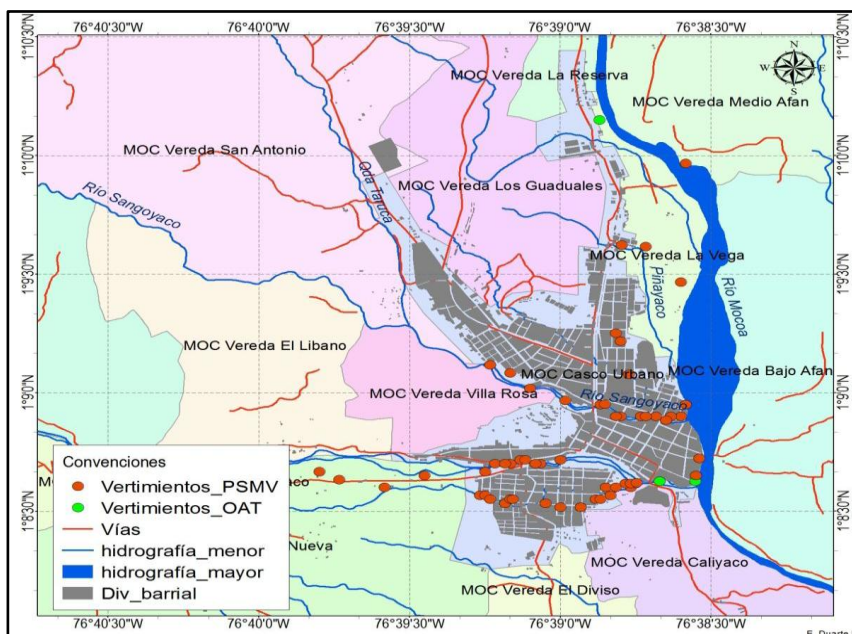 76°40'30"W 76°40'0"W 76°39'30"W 76°39'0"W 76°38'30"W
1°10'30"N
1°10'30"N
N
W E
S
MOC Vereda La Reserva
MOC Vereda Medio Afan
MOC Vereda San Antonio
1°10'0"N
1°10'0"N
Qda Taruca
MOC Vereda Los Guaduales
Río Sangoyaco
1°9'30"N
1°9'30"N
MOC Vereda La Vega
Piñayaco
Río Mocoa
MOC Vereda El Libano
MOC Casco Urbano
MOC Vereda Bajo Afan
1°9'0"N
1°9'0"N
MOC Vereda Villa Rosa
Río Sangoyaco
Convenciones
Vertimientos_PSMV
Vertimientos_OAT
Vías
hidrografía_menor
hidrografía_mayor
Div_barrial
aco
1°8'30"N
1°8'30"N
Nueva
MOC Vereda Caliyaco
MOC Vereda El Diviso
76°40'30"W 76°40'0"W 76°39'30"W 76°39'0"W 76°38'30"W
E. Duarte